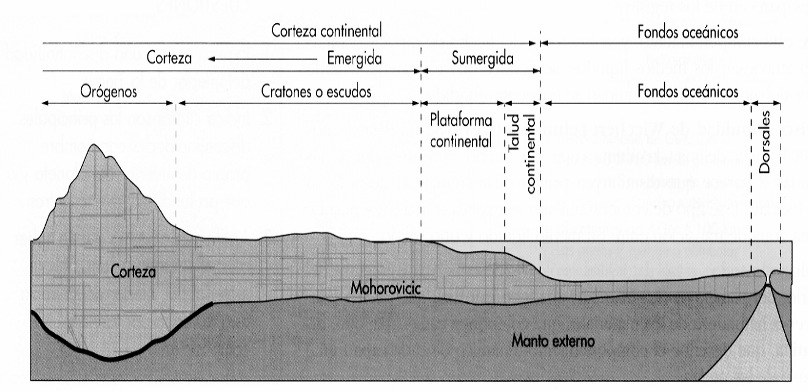 Corteza continental
Fondos oceánicos
Corteza
Emergida
Sumergida
Orógenos
Cratones o escudos
Fondos oceánicos
Plataforma
continental
Talud
continental
Dorsales
Corteza
Mohorovicic
Manto externo